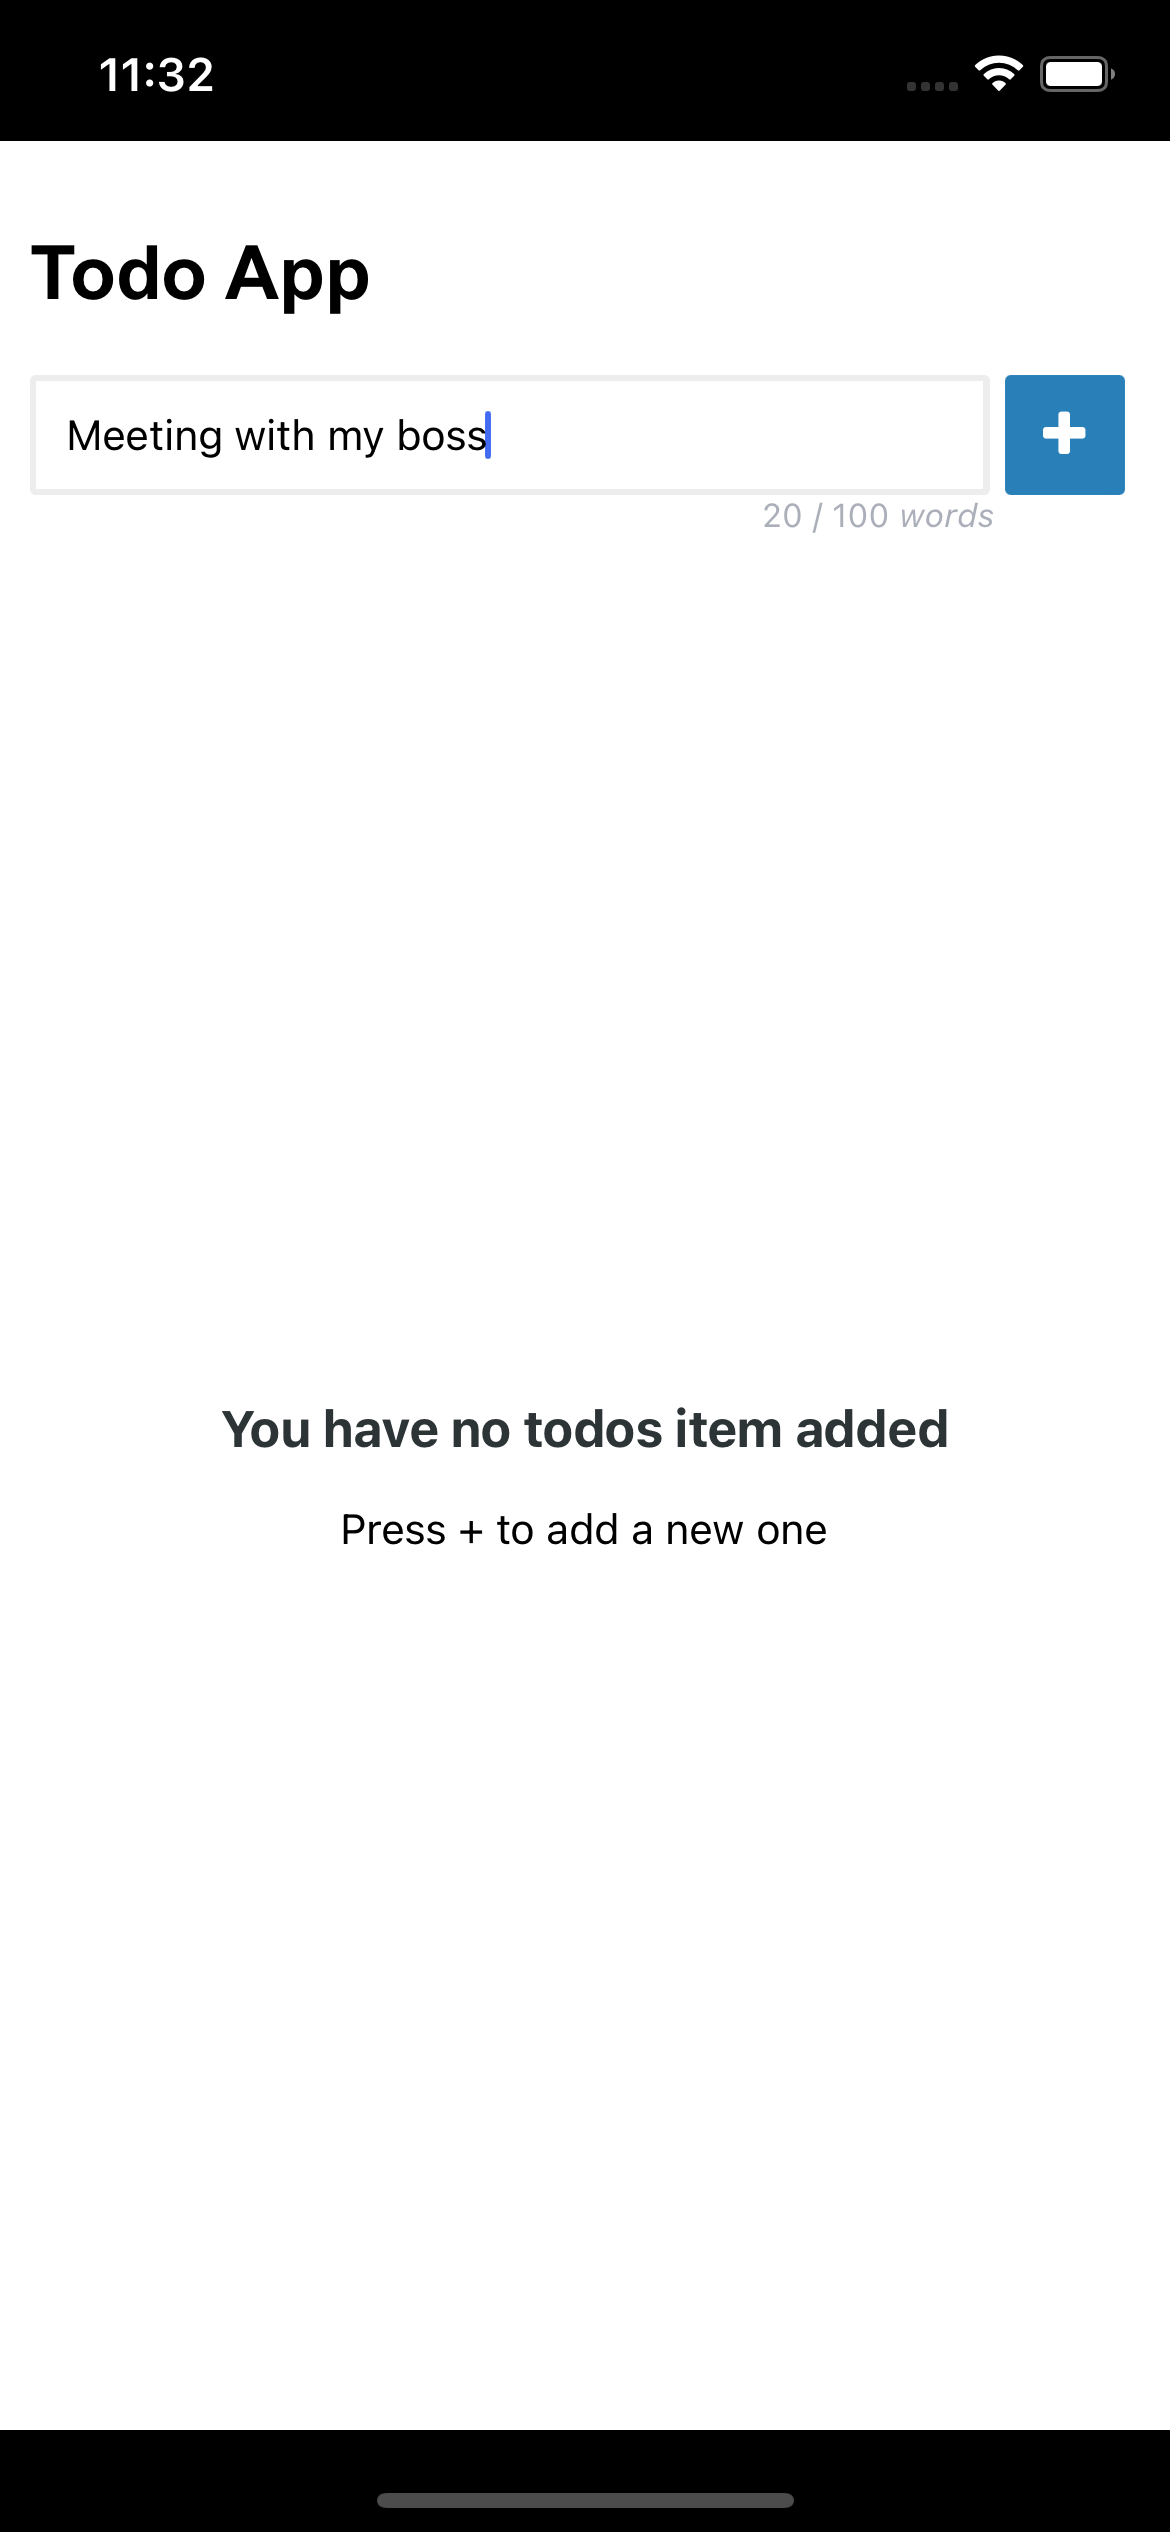 11:32
Todo App
Meeting with my boss
20 / 100 words
You have no todos item added
Press + to add a new one